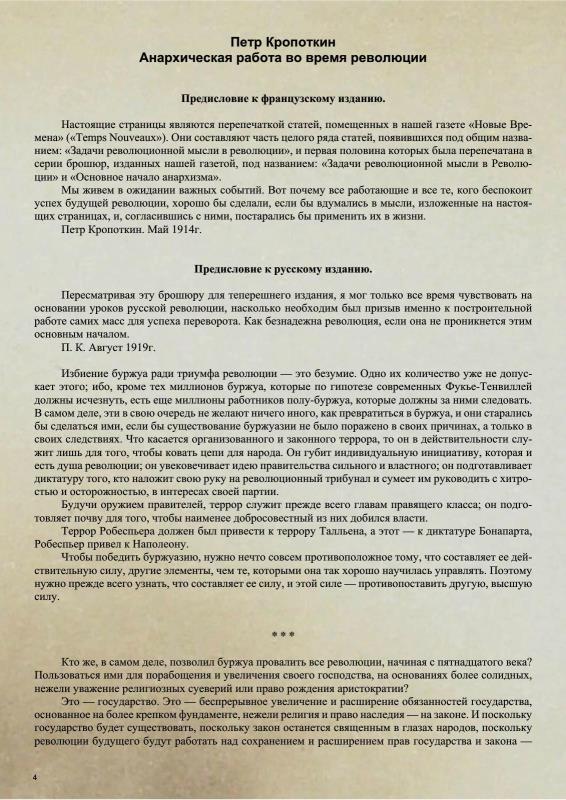 Петр Кропоткин
Анархическая работа во время революции
Предисловие к французскому изданию.
Настоящие страницы являются перепечаткой статей, помещенных в нашей газете «Новые Вре-
мена» («Temps Nouveaux»). Они составляют часть целого ряда статей, появившихся под общим назва-
нием: «Задачи революционной мысли в революции», и первая половина которых была перепечатана в
серии брошюр, изданных нашей газетой, под названием: «Задачи революционной мысли в Револю-
ции» и «Основное начало анархизма».
Мы живем в ожидании важных событий. Вот почему все работающие и все те, кого беспокоит
успех будущей революции, хорошо бы сделали, если бы вдумались в мысли, изложенные на настоя-
щих страницах, и, согласившись с ними, постарались бы применить их в жизни.
Петр Кропоткин. Май 1914г.
Предисловие к русскому изданию.
Пересматривая эту брошюру для теперешнего издания, я мог только все время чувствовать на
основании уроков русской революции, насколько необходим был призыв именно к построительной
работе самих масс для успеха переворота. Как безнадежна революция, если она не проникнется этим
основным началом.
П. К. Август 1919г.
Избиение буржуа ради триумфа революции — это безумие. Одно их количество уже не допус-
кает этого; ибо, кроме тех миллионов буржуа, которые по гипотезе современных Фукье-Тенвиллей
должны исчезнуть, есть еще миллионы работников полу-буржуа, которые должны за ними следовать.
В самом деле, эти в свою очередь не желают ничего иного, как превратиться в буржуа, и они старались
бы сделаться ими, если бы существование буржуазии не было поражено в своих причинах, а только в
своих следствиях. Что касается организованного и законного террора, то он в действительности слу-
жит лишь для того, чтобы ковать цепи для народа. Он губит индивидуальную инициативу, которая и
есть душа революции; он увековечивает идею правительства сильного и властного; он подготавливает
диктатуру того, кто наложит свою руку на революционный трибунал и сумеет им руководить с хитро-
стью и осторожностью, в интересах своей партии.
Будучи оружием правителей, террор служит прежде всего главам правящего класса; он подго-
товляет почву для того, чтобы наименее добросовестный из них добился власти.
Террор Робеспьера должен был привести к террору Талльена, а этот — к диктатуре Бонапарта,
Робеспьер привел к Наполеону.
Чтобы победить буржуазию, нужно нечто совсем противоположное тому, что составляет ее дей-
ствительную силу, другие элементы, чем те, которыми она так хорошо научилась управлять. Поэтому
нужно прежде всего узнать, что составляет ее силу, и этой силе — противопоставить другую, высшую
силу.
* * *
Кто же, в самом деле, позволил буржуа провалить все революции, начиная с пятнадцатого века?
Пользоваться ими для порабощения и увеличения своего господства, на основаниях более солидных,
нежели уважение религиозных суеверий или право рождения аристократии?
Это — государство. Это — беспрерывное увеличение и расширение обязанностей государства,
основанное на более крепком фундаменте, нежели религия и право наследия — на законе. И поскольку
государство будет существовать, поскольку закон останется священным в глазах народов, поскольку
революции будущего будут работать над сохранением и расширением прав государства и закона —
4